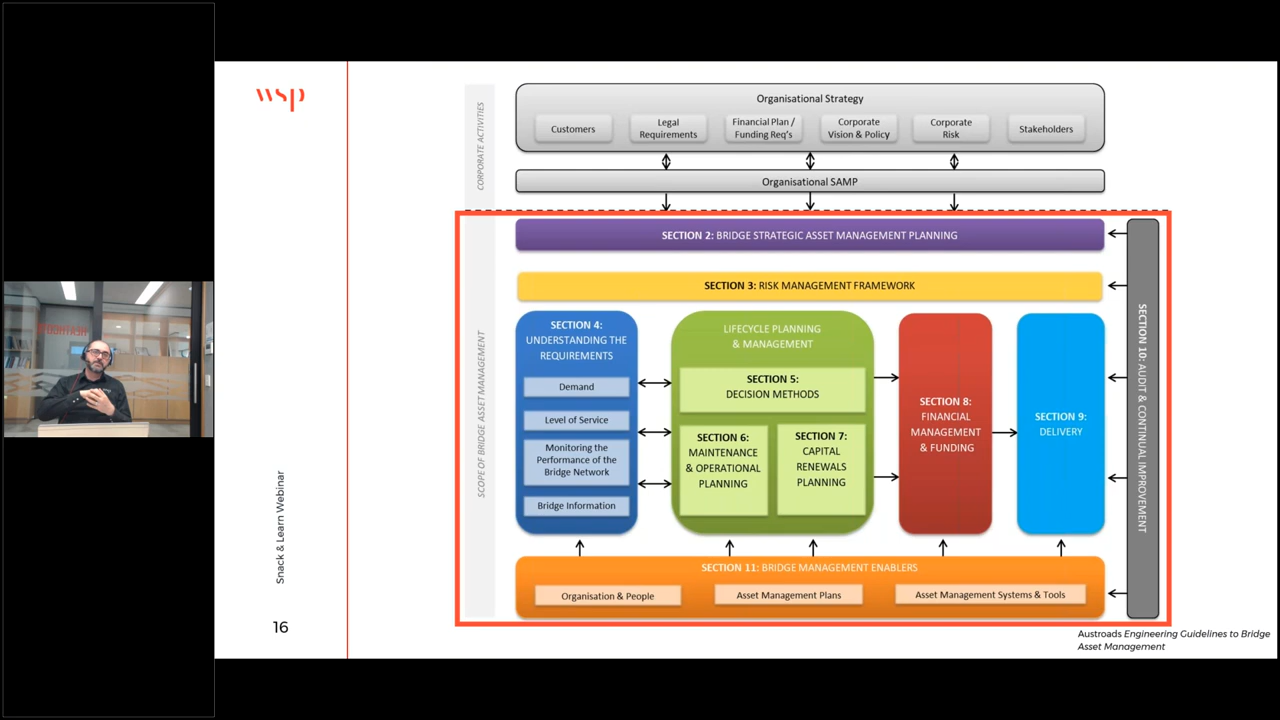 wsp
CORPORATE ACTIVITIES
Organisational Strategy
Customers
Legal
Requirements
Financial Plan /
Funding Req's
Corporate
Vision & Policy
Corporate
Risk
Stakeholders
Organisational SAMP
SCOPE OF BRIDGE ASSET MANAGEMENT
SECTION 2: BRIDGE STRATEGIC ASSET MANAGEMENT PLANNING
SECTION 3: RISK MANAGEMENT FRAMEWORK
SECTION 4:
UNDERSTANDING THE
REQUIREMENTS
Demand
Level of Service
Monitoring the
Performance of the
Bridge Network
Bridge Information
LIFECYCLE PLANNING
& MANAGEMENT
SECTION 5:
DECISION METHODS
SECTION 6:
MAINTENANCE
& OPERATIONAL
PLANNING
SECTION 7:
CAPITAL
RENEWALS
PLANNING
SECTION 8:
FINANCIAL
MANAGEMENT
& FUNDING
SECTION 9:
DELIVERY
SECTION 10: AUDIT & CONTINUAL IMPROVEMENT
SECTION 11: BRIDGE MANAGEMENT ENABLERS
Organisation & People
Asset Management Plans
Asset Management Systems & Tools
Snack & Learn Webinar
16
Austroads Engineering Guidelines to Bridge
Asset Management